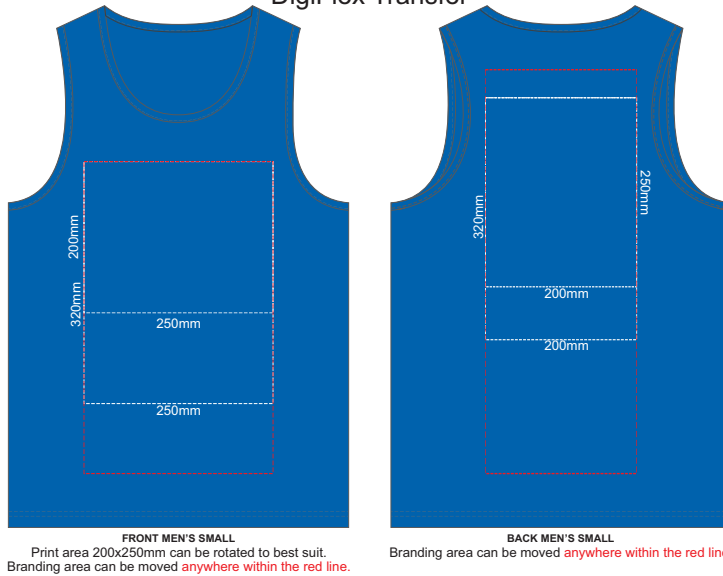 DigiFlex Transfer
200mm
320mm
250mm
250mm
FRONT MEN'S SMALL
Print area 200x250mm can be rotated to best suit.
Branding area can be moved anywhere within the red line.
320mm
250mm
200mm
200mm
BACK MEN'S SMALL
Branding area can be moved anywhere within the red line